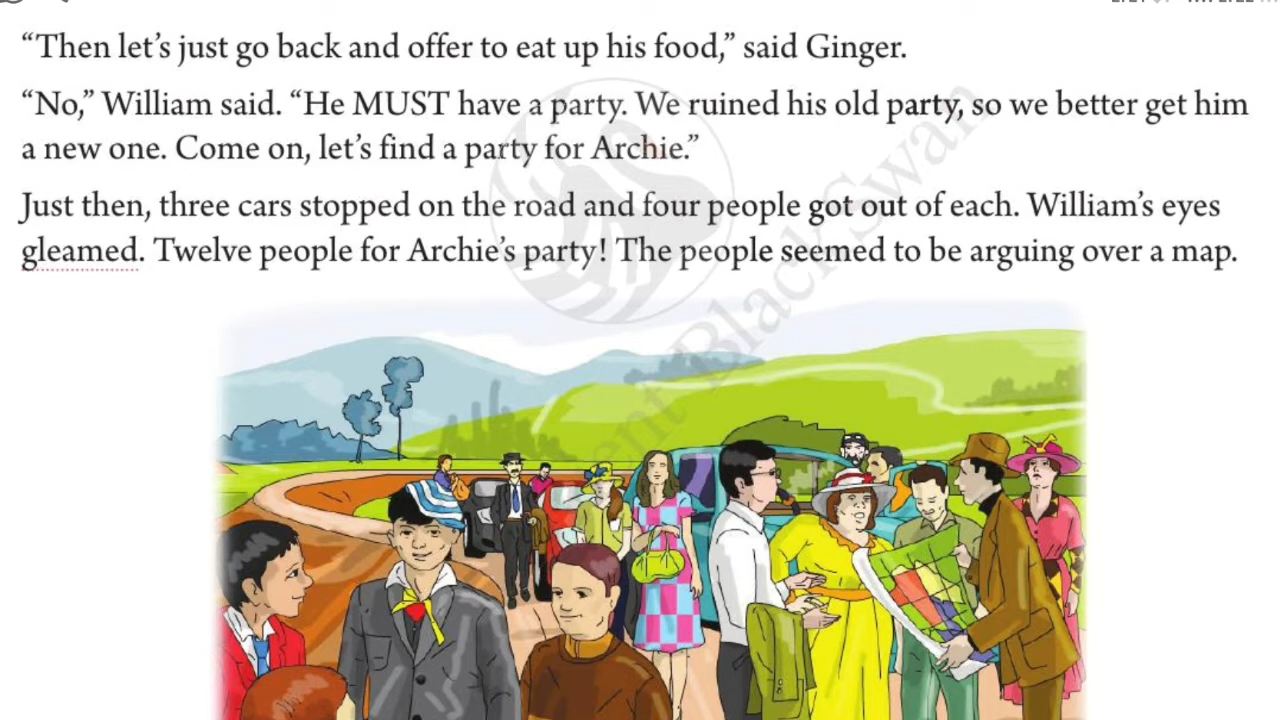 “Then let’s just go back and offer to eat up his food,” said Ginger.
“No,” William said. “He MUST have a party. We ruined his old party, so we better get him
a new one. Come on, let’s find a party for Archie.”
Just then, three cars stopped on the road and four people got out of each. William’s eyes
gleamed. Twelve people for Archie’s party! The people seemed to be arguing over a map.
Black Swan